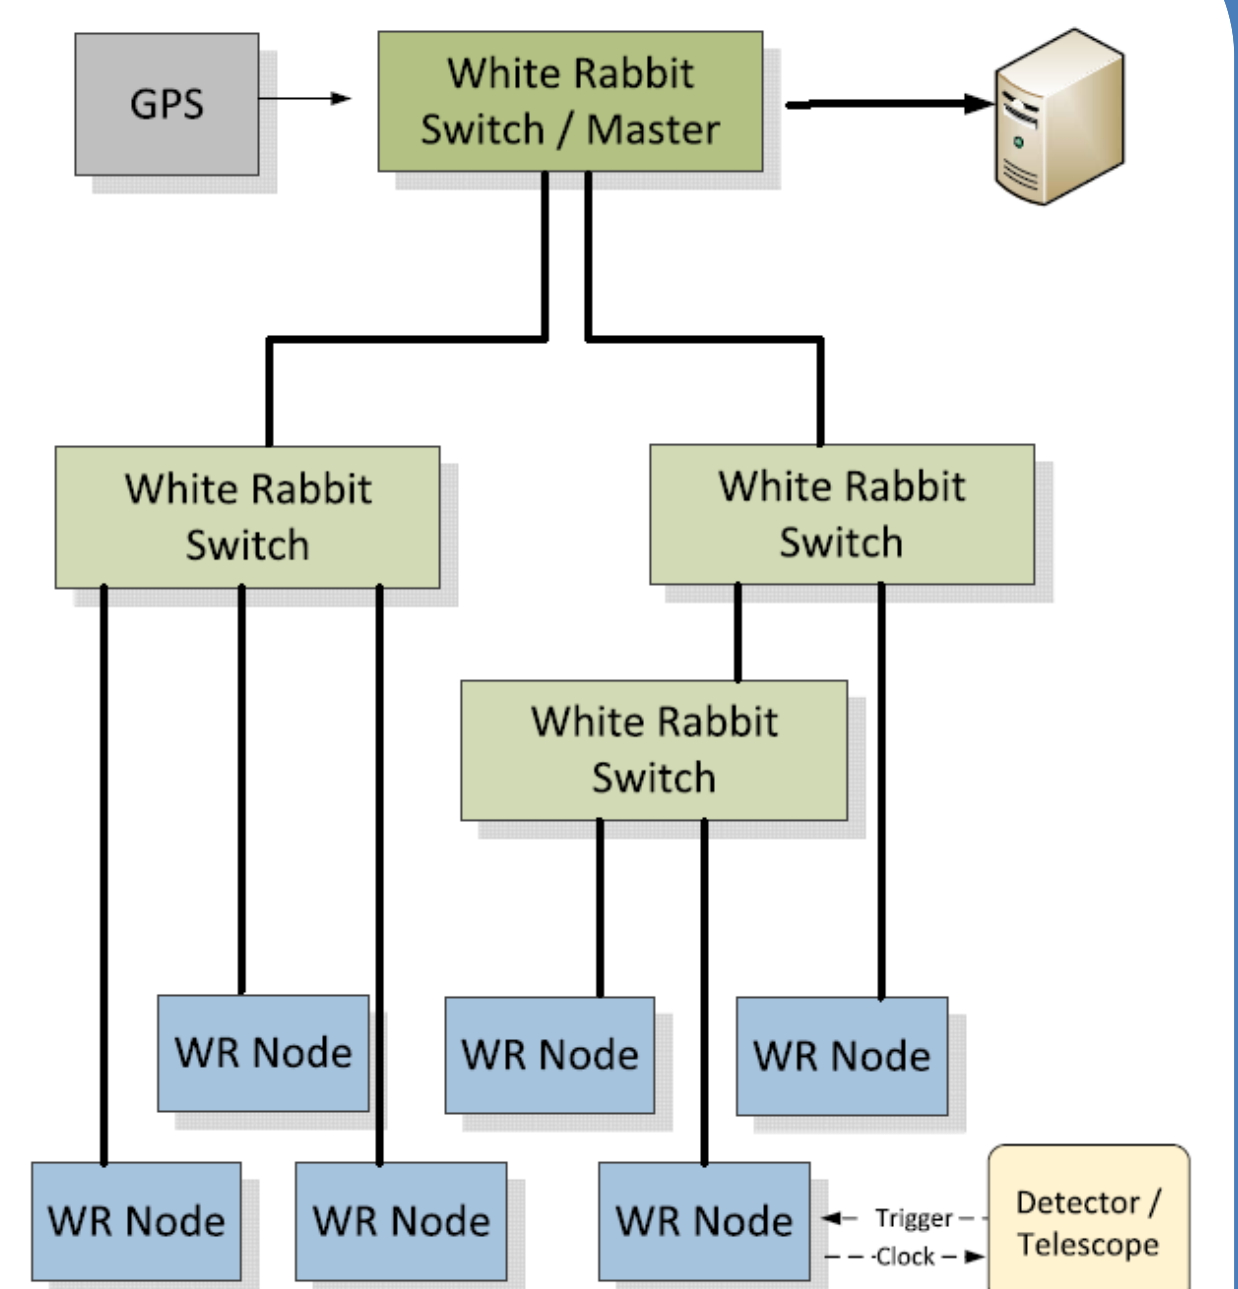 GPS
White Rabbit
Switch / Master
White Rabbit
Switch
White Rabbit
Switch
White Rabbit
Switch
WR Node
WR Node
WR Node
WR Node
WR Node
WR Node
Trigger
Clock
Detector /
Telescope